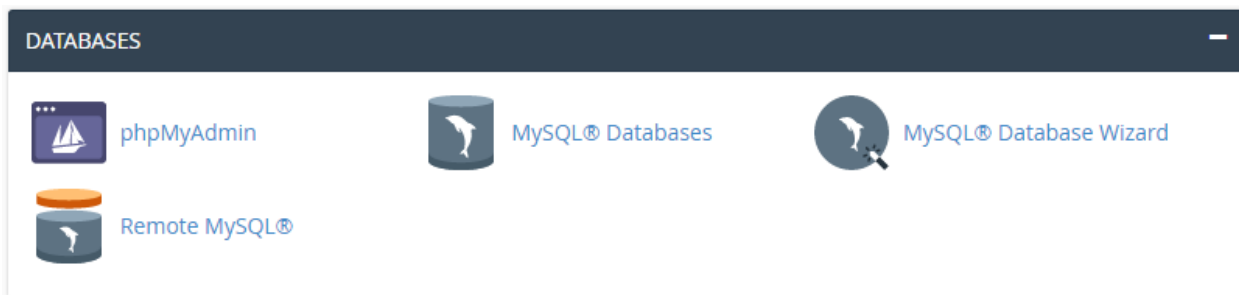 DATABASES
phpMyAdmin
MySQL® Databases
MySQL® Database Wizard
Remote MySQL®